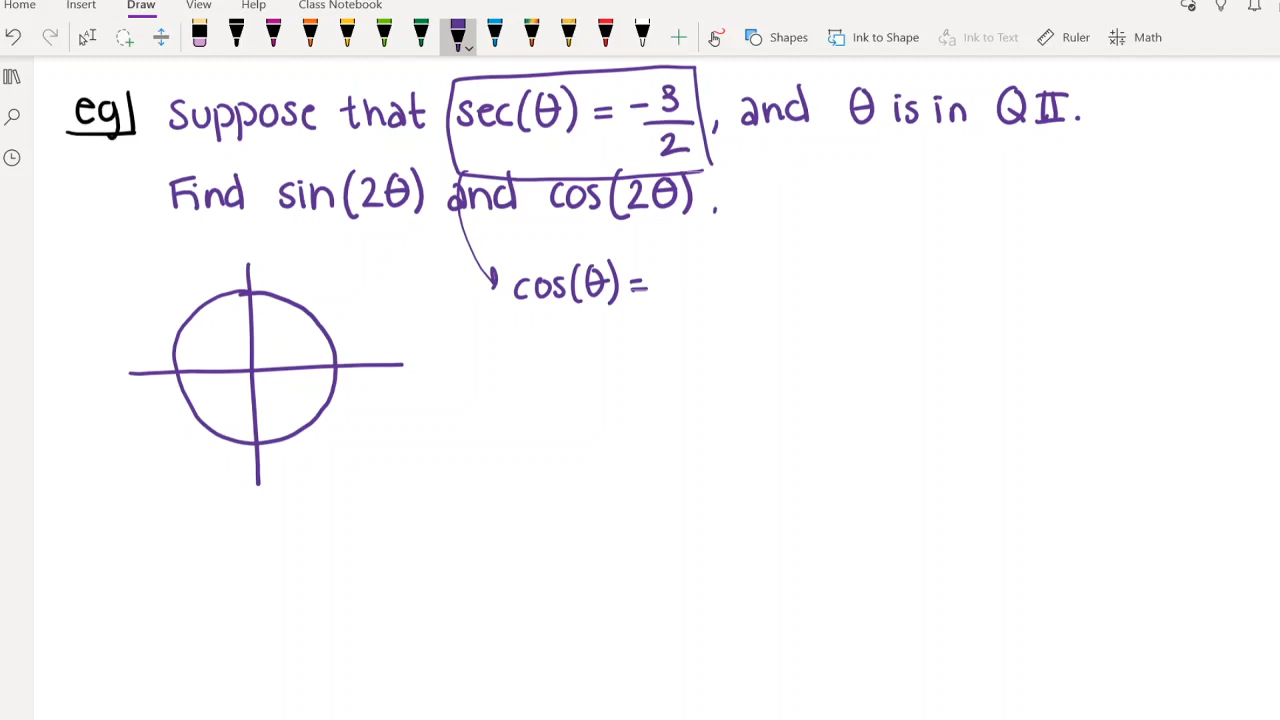 Home Insert Draw View Help Class Notebook
Shapes Ink to Shape Ink to Text Ruler Math
eg1 Suppose that sec(θ) = -3/2, and θ is in QII.
Find sin(2θ) and cos(2θ).
cos(θ) =